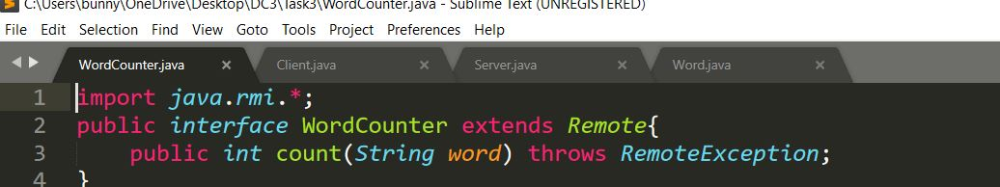 C:\Users\bunny\OneDrive\Desktop\DC3\Task3\WordCounter.java - Sublime Text (UNREGISTERED)
File Edit Selection Find View Goto Tools Project Preferences Help
WordCounter.java × Client.java × Server.java × Word.java ×
1 import java.rmi.*;
2 public interface WordCounter extends Remote{
3 public int count(String word) throws RemoteException;
4 }